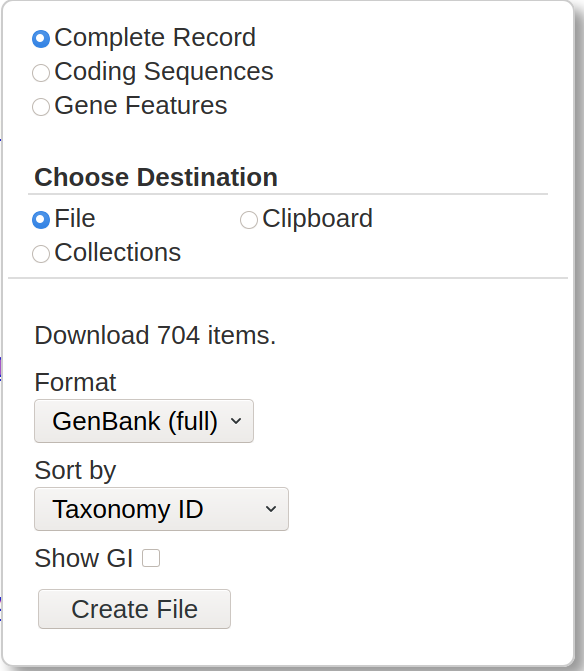 Complete Record
Coding Sequences
Gene Features
Choose Destination
File Clipboard
Collections
Download 704 items.
Format
GenBank (full)
Sort by
Taxonomy ID
Show GI
Create File